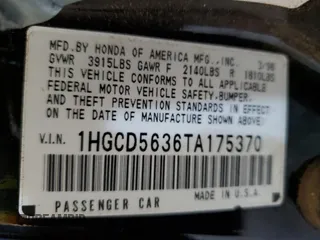 MFD.BY HONDA OF AMERICA MFG.,INC. 3/96
GVWR 3915LBS GAWR F 2140LBS R 1810LBS
THIS VEHICLE CONFORMS TO ALL APPLICABLE
FEDERAL MOTOR VEHICLE SAFETY-BUMPER.
AND THEFT PREVENTION STANDARDS IN EFFECT
ON THE DATE OF MANUFACTURE SHOWN ABOVE.
V.I.N. 1HGCD5636TA175370
PASSENGER CAR MADE IN U.S.A.